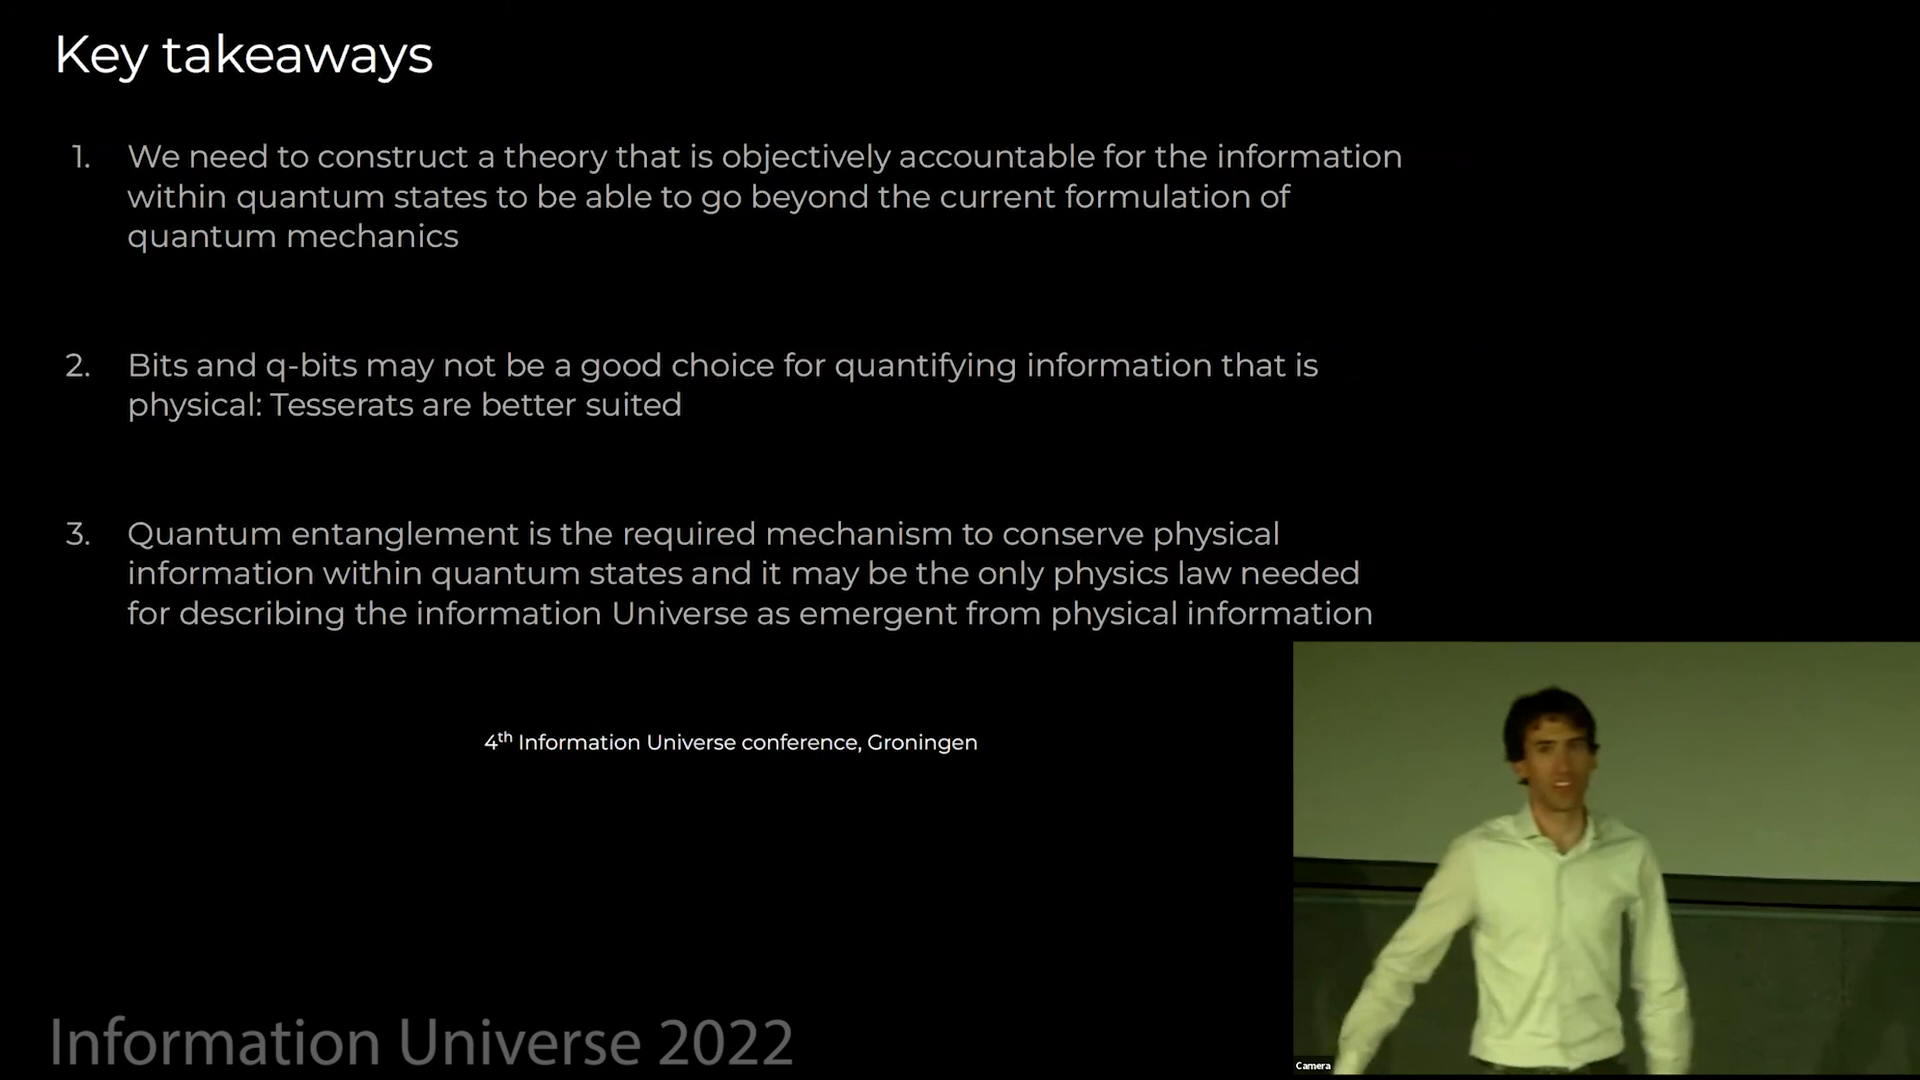 Key takeaways
1. We need to construct a theory that is objectively accountable for the information
within quantum states to be able to go beyond the current formulation of
quantum mechanics
2. Bits and q-bits may not be a good choice for quantifying information that is
physical: Tesserats are better suited
3. Quantum entanglement is the required mechanism to conserve physical
information within quantum states and it may be the only physics law needed
for describing the information Universe as emergent from physical information
4th Information Universe conference, Groningen
Information Universe 2022
Camera